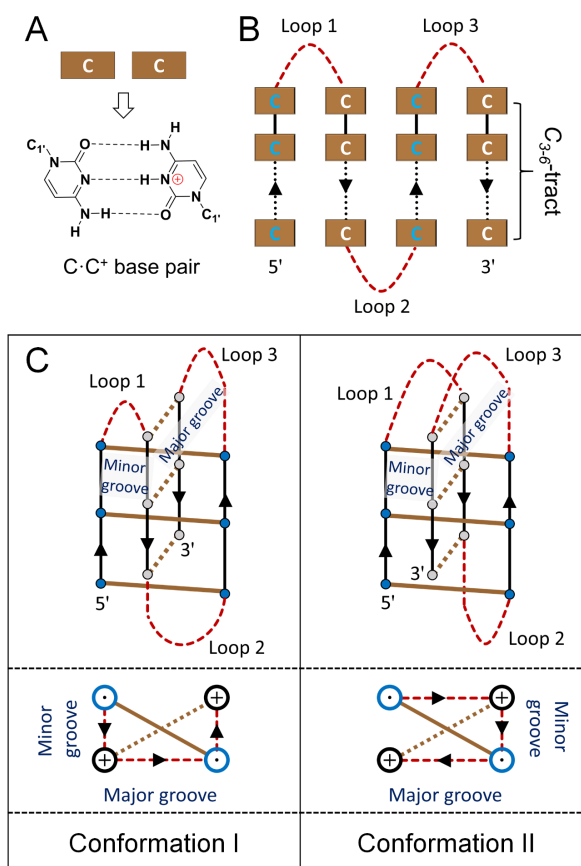 A
C C
C1'
O
H
N
H
N
H
N
N
N
H
H
O
N
C1'
C·C+ base pair
B
Loop 1
Loop 3
C C C C
C C C C
C C C C
5'
3'
Loop 2
C3-6-tract
C
Loop 1
Loop 3
Minor groove
Major groove
3'
5'
Loop 2
Loop 1
Loop 3
Minor groove
Major groove
3'
5'
Loop 2
Minor groove
Major groove
Minor groove
Major groove
Conformation I
Conformation II